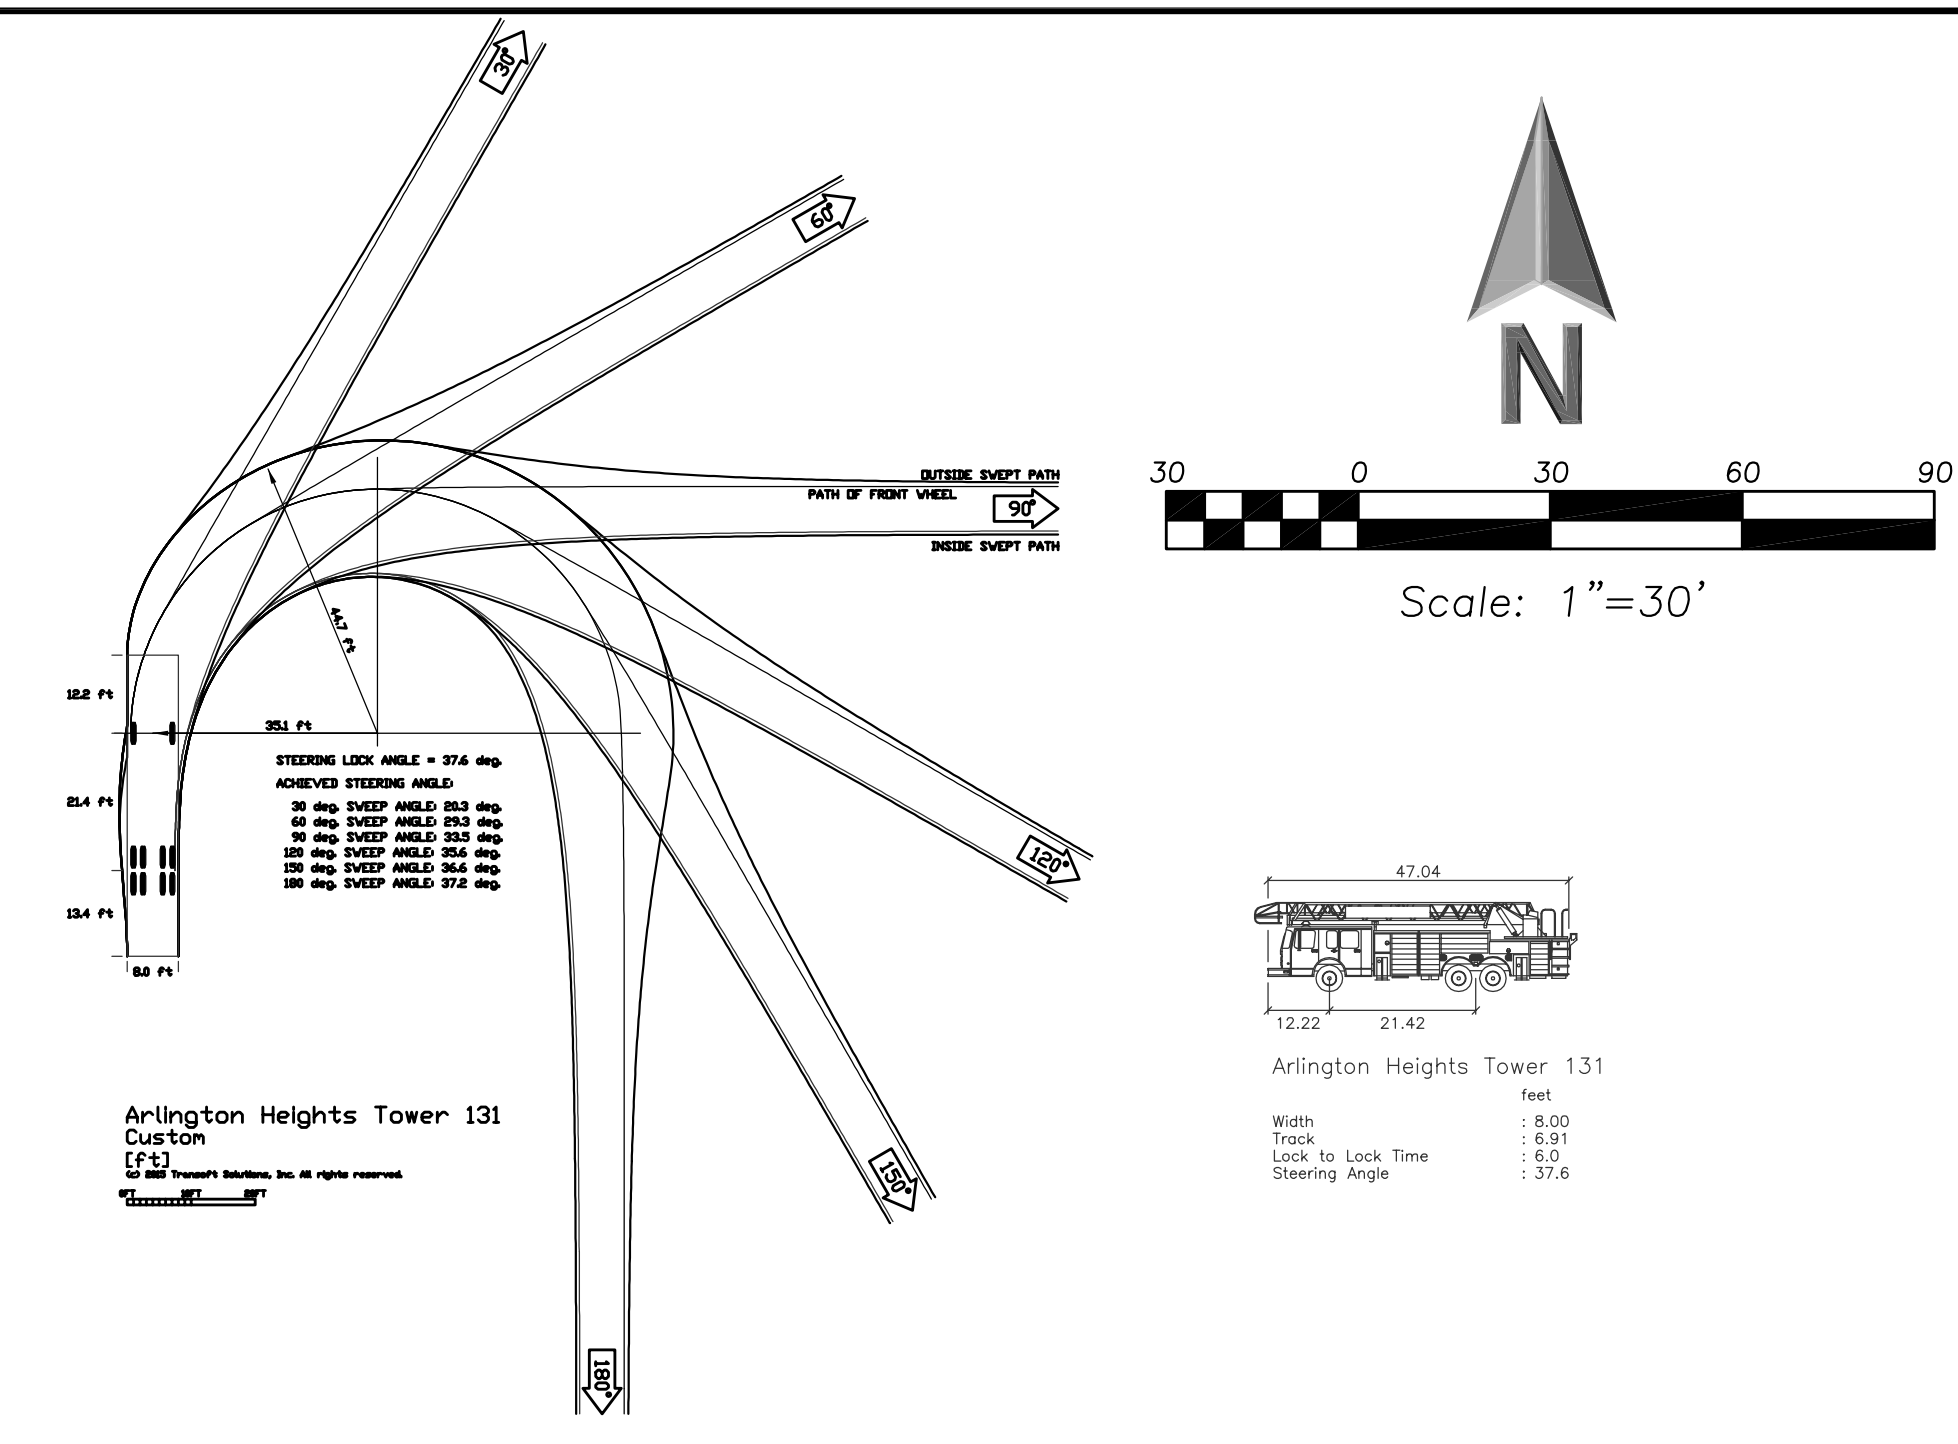 30°
60°
OUTSIDE SWEPT PATH
PATH OF FRONT WHEEL
90°
INSIDE SWEPT PATH
44.7 ft
12.2 ft
35.1 ft
STEERING LOCK ANGLE = 37.6 deg.
ACHIEVED STEERING ANGLE:
21.4 ft
30 deg. SWEEP ANGLE: 20.3 deg.
60 deg. SWEEP ANGLE: 29.3 deg.
90 deg. SWEEP ANGLE: 33.5 deg.
120 deg. SWEEP ANGLE: 35.6 deg.
150 deg. SWEEP ANGLE: 36.6 deg.
180 deg. SWEEP ANGLE: 37.2 deg.
13.4 ft
8.0 ft
120°
150°
180°
Arlington Heights Tower 131
Custom
[ft]
(c) 2015 Transoft Solutions, Inc. All rights reserved.
0FT 10FT 20FT
N
30 0 30 60 90
Scale: 1"=30'
47.04
12.22 21.42
Arlington Heights Tower 131
feet
Width : 8.00
Track : 6.91
Lock to Lock Time : 6.0
Steering Angle : 37.6